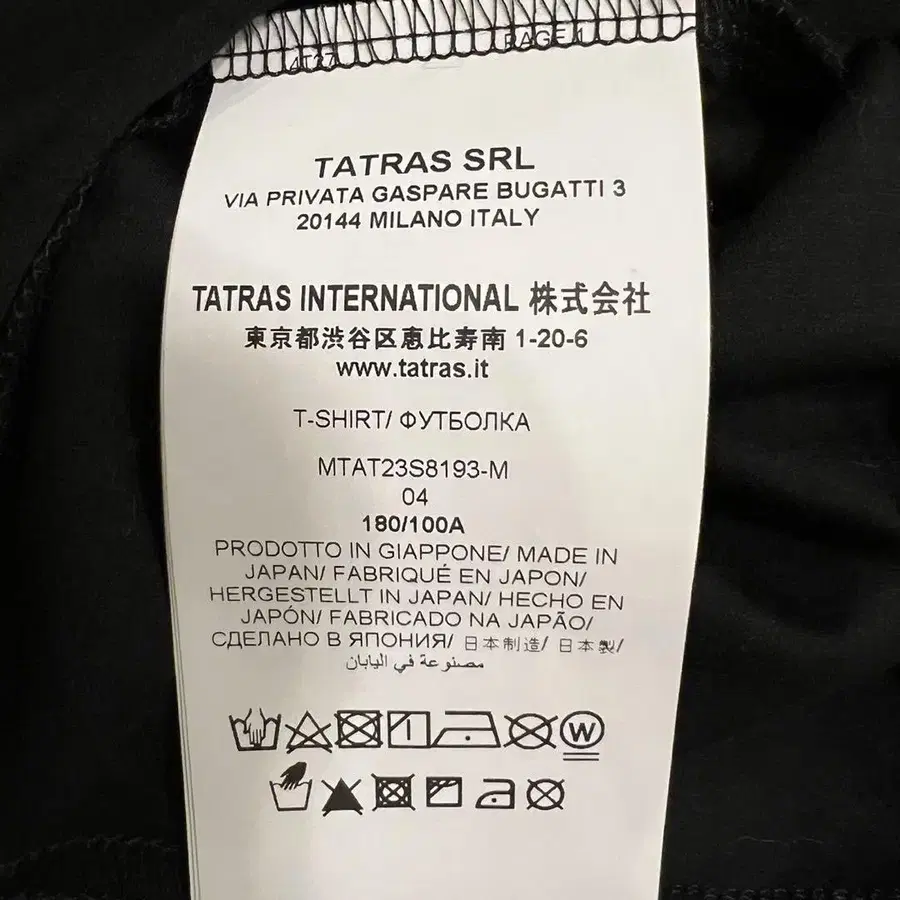 4T27 PAGE 1
TATRAS SRL
VIA PRIVATA GASPARE BUGATTI 3
20144 MILANO ITALY
TATRAS INTERNATIONAL 株式会社
東京都渋谷区恵比寿南 1-20-6
www.tatras.it
T-SHIRT/ ФУТБОЛКА
MTAT23S8193-M
04
180/100A
PRODOTTO IN GIAPPONE/ MADE IN
JAPAN/ FABRIQUÉ EN JAPON/
HERGESTELLT IN JAPAN/ HECHO EN
JAPÓN/ FABRICADO NA JAPÃO/
СДЕЛАНО В ЯПОНИЯ/ 日本制造/ 日本製/
مصنوعة في اليابان
W